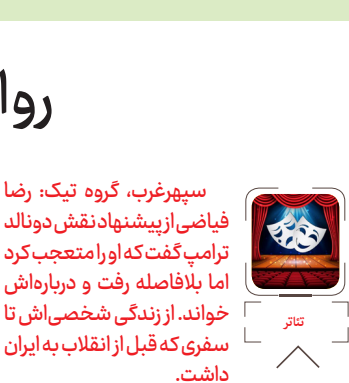 روا
سپهرغرب، گروه تیک: رضا
فیاضی از پیشنهاد نقش دونالد
ترامپ گفت که او را متعجب کرد
اما بلافاصله رفت و درباره‌اش
خواند. از زندگی شخصی‌اش تا
سفری که قبل از انقلاب به ایران
داشت.
تئاتر